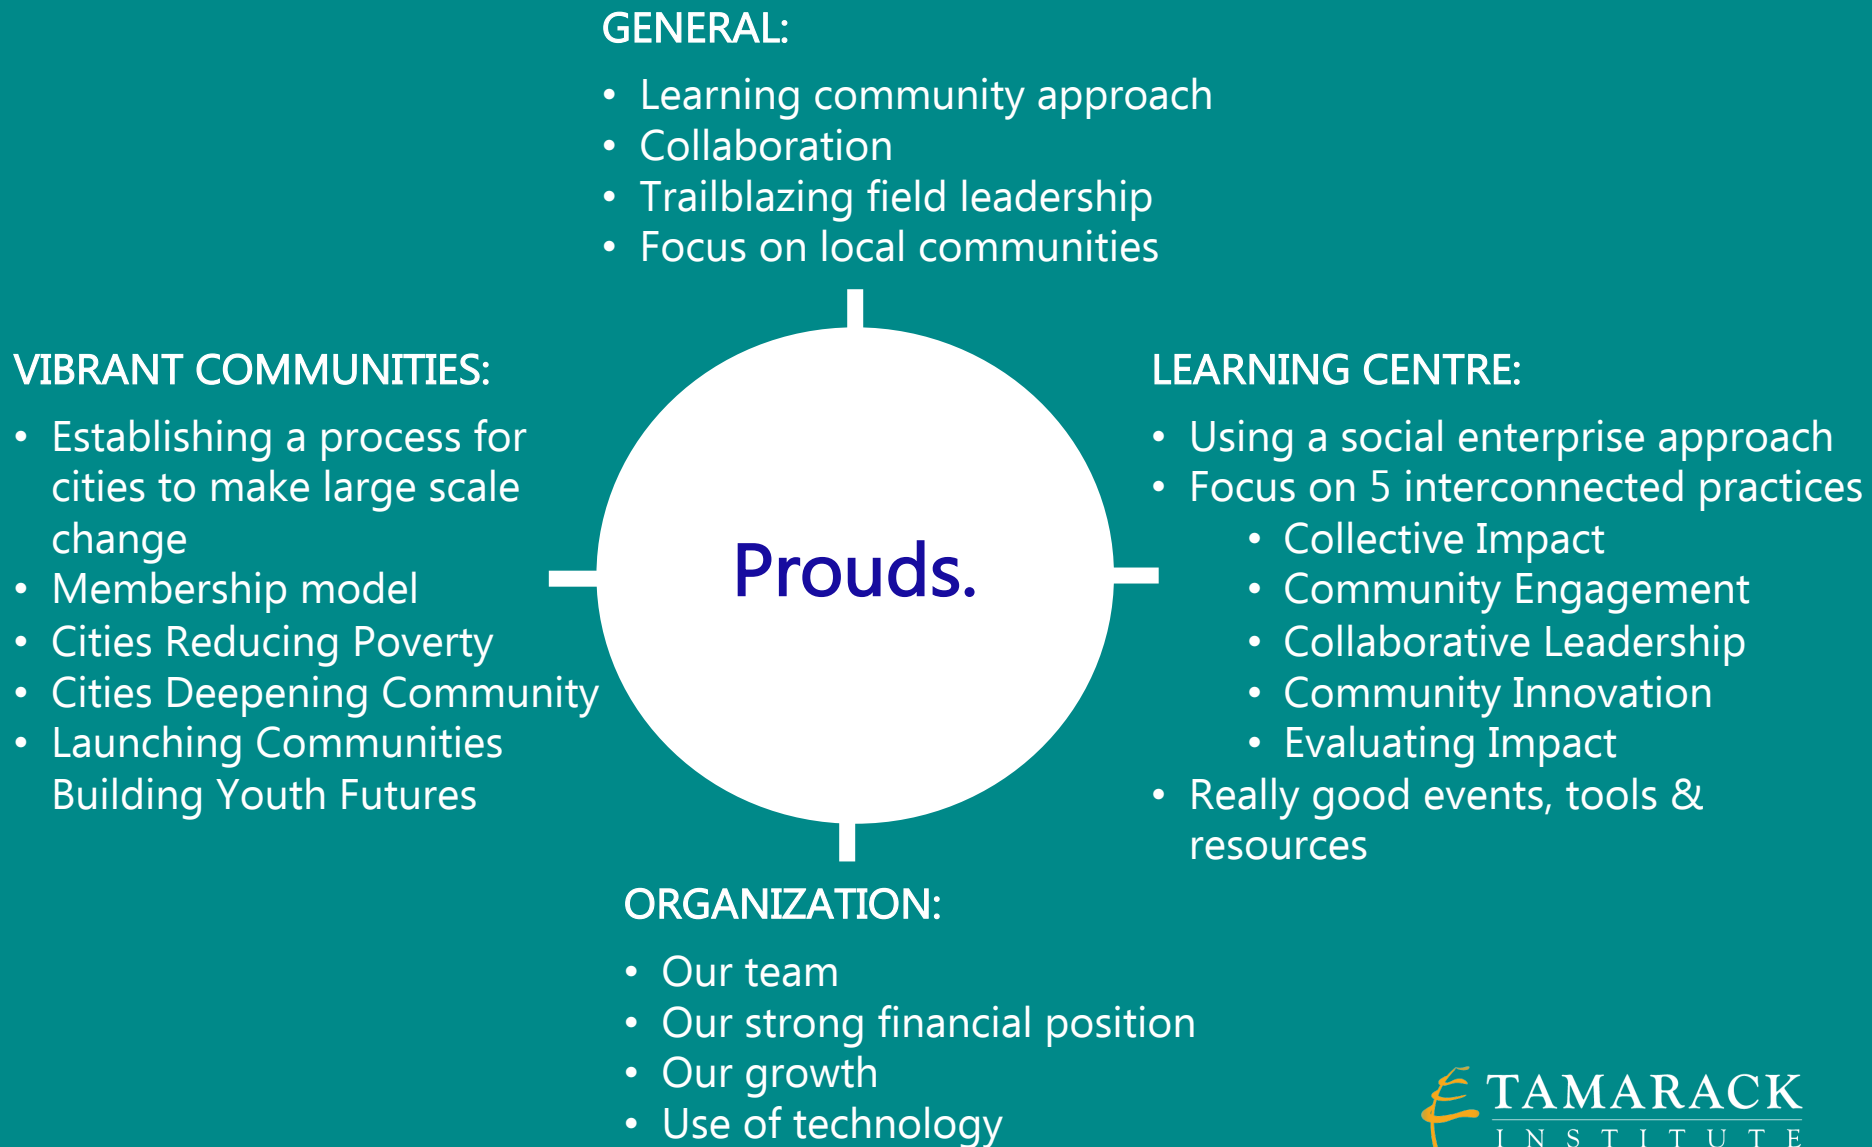 GENERAL:
• Learning community approach
• Collaboration
• Trailblazing field leadership
• Focus on local communities
VIBRANT COMMUNITIES:
• Establishing a process for
cities to make large scale
change
• Membership model
• Cities Reducing Poverty
• Cities Deepening Community
• Launching Communities
Building Youth Futures
Prouds.
LEARNING CENTRE:
• Using a social enterprise approach
• Focus on 5 interconnected practices
• Collective Impact
• Community Engagement
• Collaborative Leadership
• Community Innovation
• Evaluating Impact
• Really good events, tools &
resources
ORGANIZATION:
• Our team
• Our strong financial position
• Our growth
• Use of technology
TAMARACK
INSTITUTE